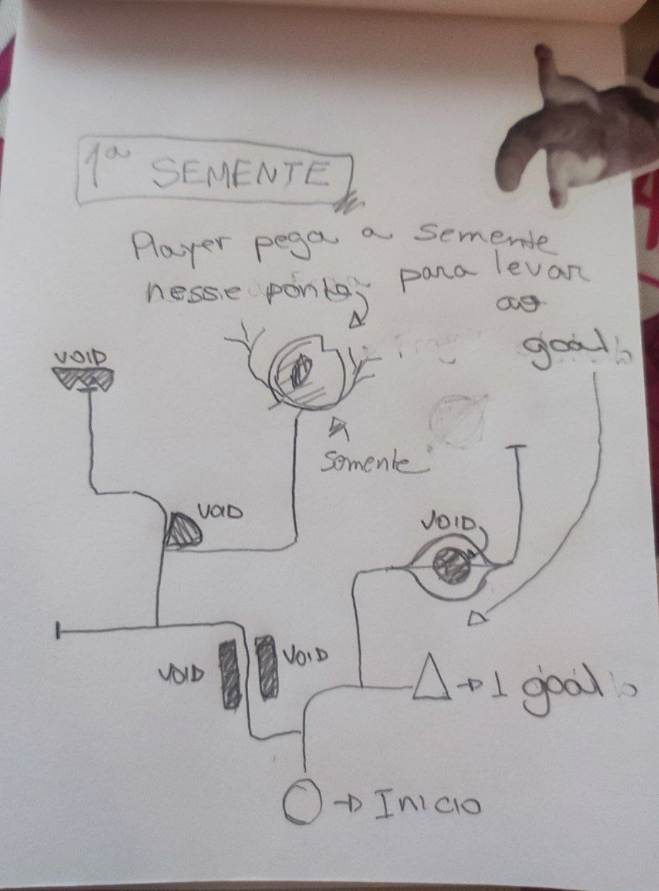 1ª SEMENTE
Player pega a semente
nesse ponto, para levar
ao
goal
VOID
Semente
VOID
VOID
VOID
VOID
→ 1 goal
→ Inicio